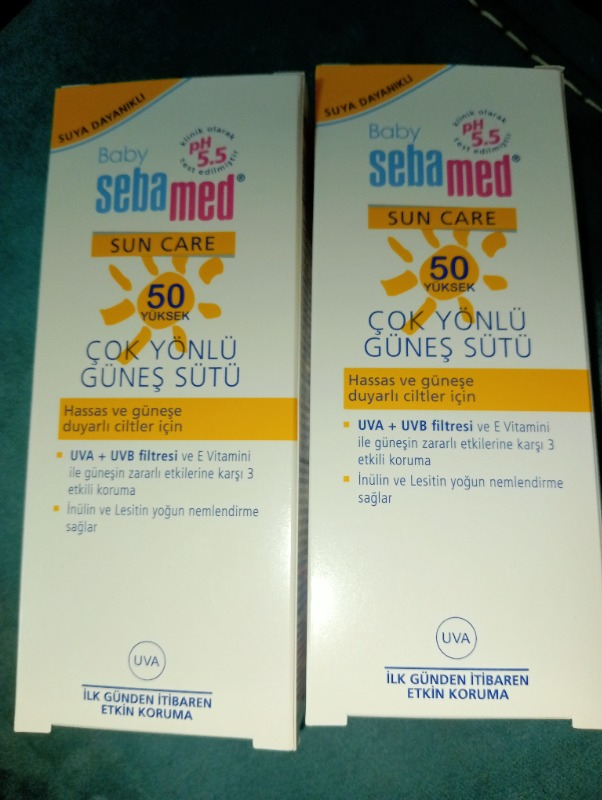 SUYA DAYANIKLI
Baby
klinik olarak
pH
5.5
test edilmiştir
sebamed®
SUN CARE
50
YÜKSEK
ÇOK YÖNLÜ
GÜNEŞ SÜTÜ
Hassas ve güneşe
duyarlı ciltler için
UVA + UVB filtresi ve E Vitamini
ile güneşin zararlı etkilerine karşı 3
etkili koruma
İnülin ve Lesitin yoğun nemlendirme
sağlar
UVA
İLK GÜNDEN İTİBAREN
ETKİN KORUMA
SUYA DAYANIKLI
Baby
klinik olarak
pH
5.5
test edilmiştir
sebamed®
SUN CARE
50
YÜKSEK
ÇOK YÖNLÜ
GÜNEŞ SÜTÜ
Hassas ve güneşe
duyarlı ciltler için
UVA + UVB filtresi ve E Vitamini
ile güneşin zararlı etkilerine karşı 3
etkili koruma
İnülin ve Lesitin yoğun nemlendirme
sağlar
UVA
İLK GÜNDEN İTİBAREN
ETKİN KORUMA